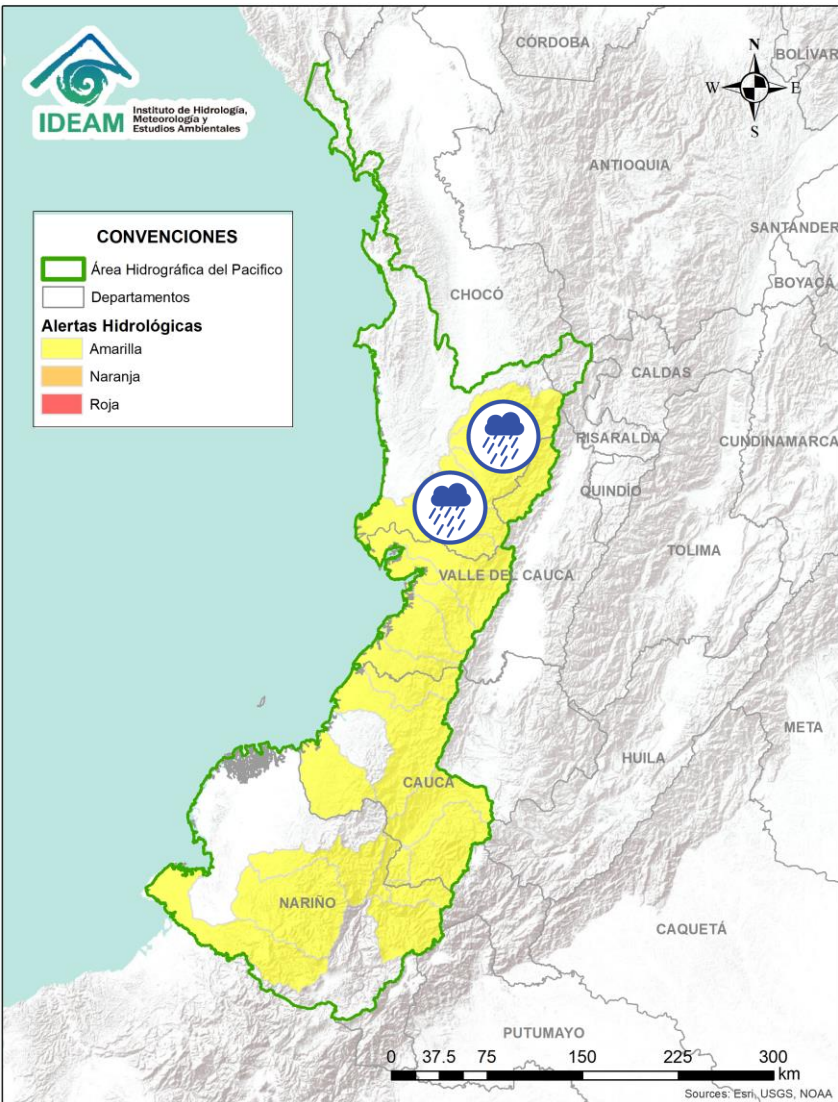 IDEAM
Instituto de Hidrología,
Meteorología y
Estudios Ambientales
CÓRDOBA
BOLÍVAR
N
W E
S
ANTIOQUIA
SANTANDER
CONVENCIONES
Área Hidrográfica del Pacifico
Departamentos
Alertas Hidrológicas
Amarilla
Naranja
Roja
BOYACÁ
CHOCÓ
CALDAS
RISARALDA
CUNDINAMARCA
QUINDÍO
TOLIMA
VALLE DEL CAUCA
META
HUILA
CAUCA
NARIÑO
CAQUETÁ
PUTUMAYO
0 37.5 75 150 225 300
km
Sources: Esri, USGS, NOAA